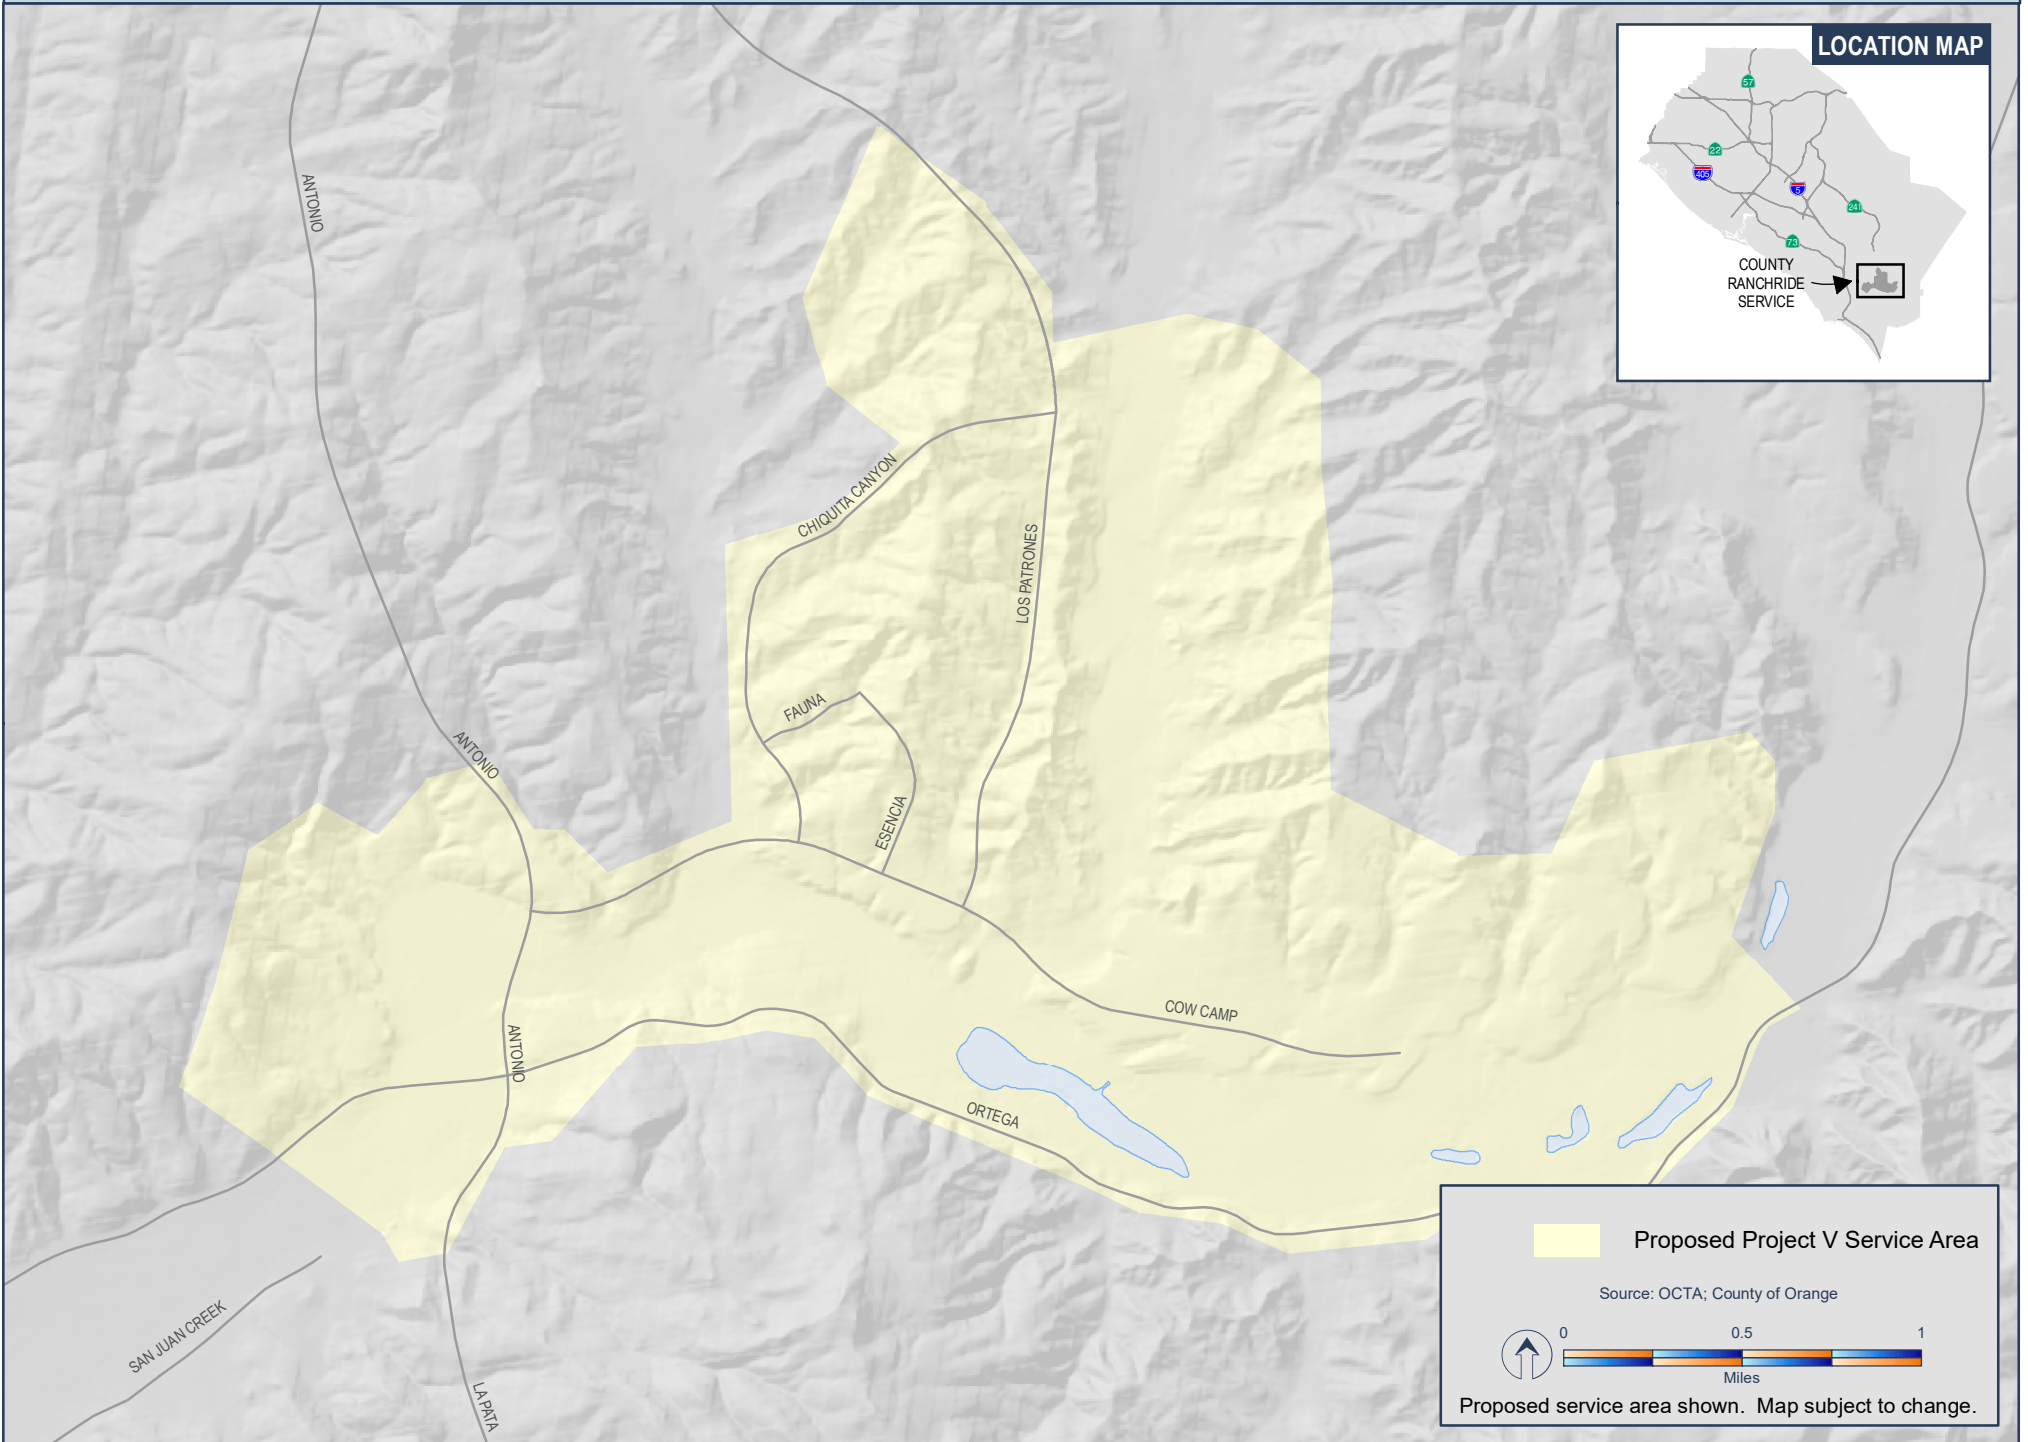 LOCATION MAP
57
22
405
5
241
73
COUNTY
RANCHRIDE
SERVICE
ANTONIO
CHIQUITA CANYON
LOS PATRONES
FAUNA
ANTONIO
ESENCIA
COW CAMP
ANTONIO
ORTEGA
SAN JUAN CREEK
LA PATA
Proposed Project V Service Area
Source: OCTA; County of Orange
0 0.5 1
Miles
Proposed service area shown. Map subject to change.